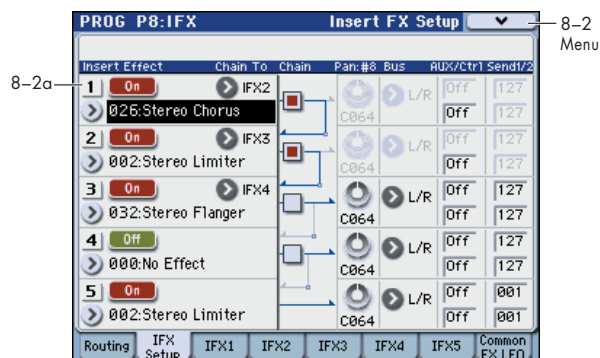 PROG P8:IFX Insert FX Setup
8–2
Menu
Insert Effect Chain To Chain Pan:#8 Bus AUX/Ctrl Send1/2
8–2a
1 On IFX2 L/R Off 127
026:Stereo Chorus C064 Off 127
2 On IFX3 L/R Off 127
002:Stereo Limiter C064 Off 127
3 On IFX4 L/R Off 127
032:Stereo Flanger C064 Off 127
4 Off L/R Off 127
000:No Effect C064 Off 127
5 On L/R Off 001
002:Stereo Limiter C064 Off 001
Routing IFX Setup IFX1 IFX2 IFX3 IFX4 IFX5 Common FX LFO